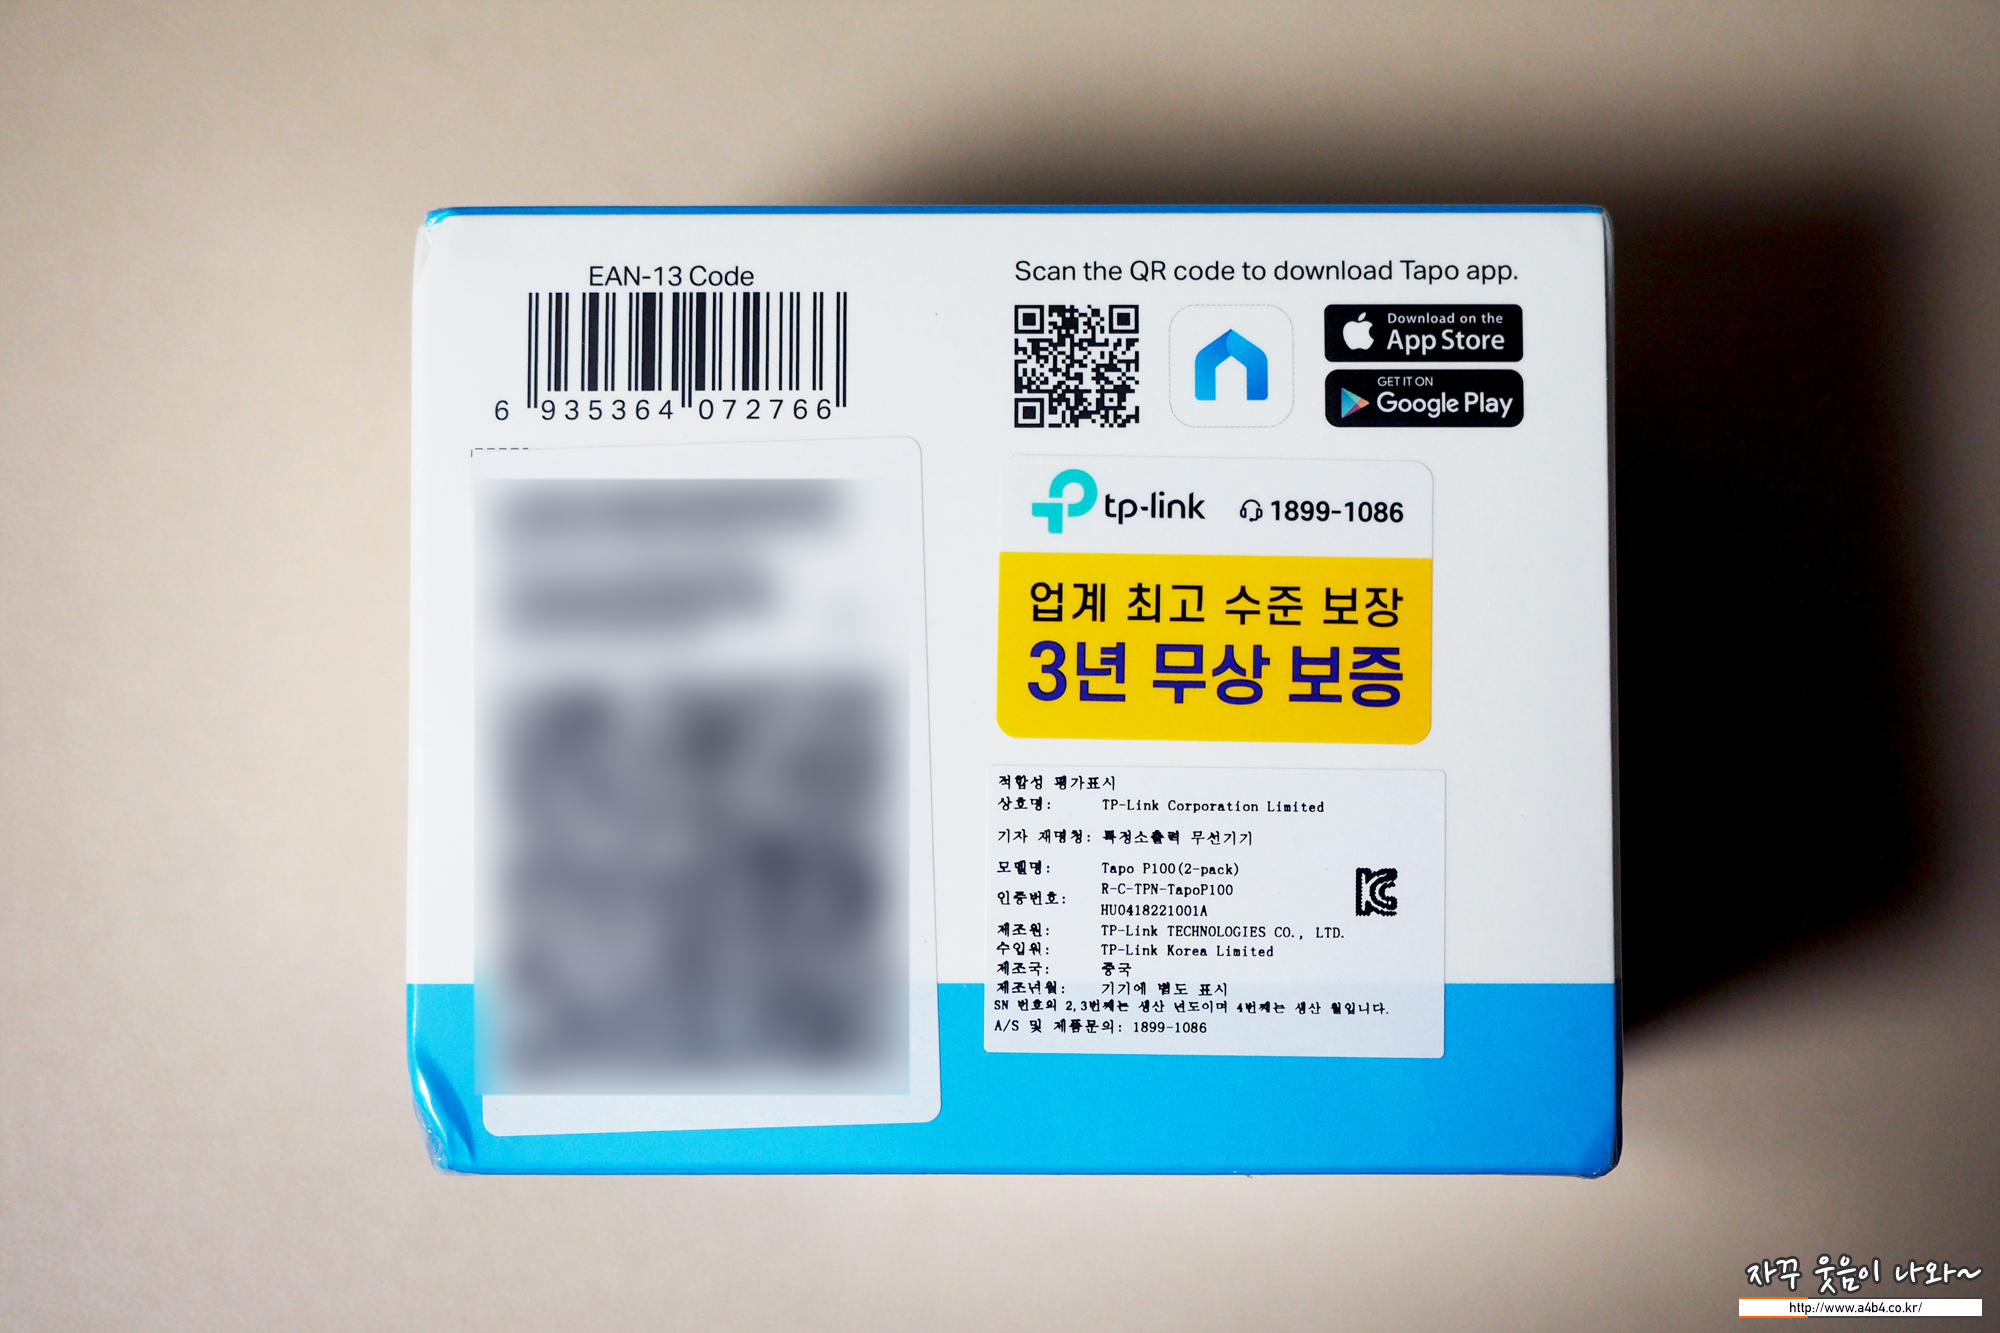 EAN-13 Code
6 935364 072766
Scan the QR code to download Tapo app.
Download on the
App Store
GET IT ON
Google Play
tp-link 1899-1086
업계 최고 수준 보장
3년 무상 보증
적합성 평가표시
상호명: TP-Link Corporation Limited
기자재명칭: 특정소출력 무선기기
모델명: Tapo P100(2-pack)
인증번호: R-C-TPN-TapoP100
HU0418221001A
제조원: TP-Link TECHNOLOGIES CO., LTD.
수입원: TP-Link Korea Limited
제조국: 중국
제조년월: 기기에 별도 표시
SN 번호의 2,3번째는 생산 년도이며 4번째는 생산 월입니다.
A/S 및 제품문의: 1899-1086
자꾸 웃음이 나와~
http://www.a4b4.co.kr/